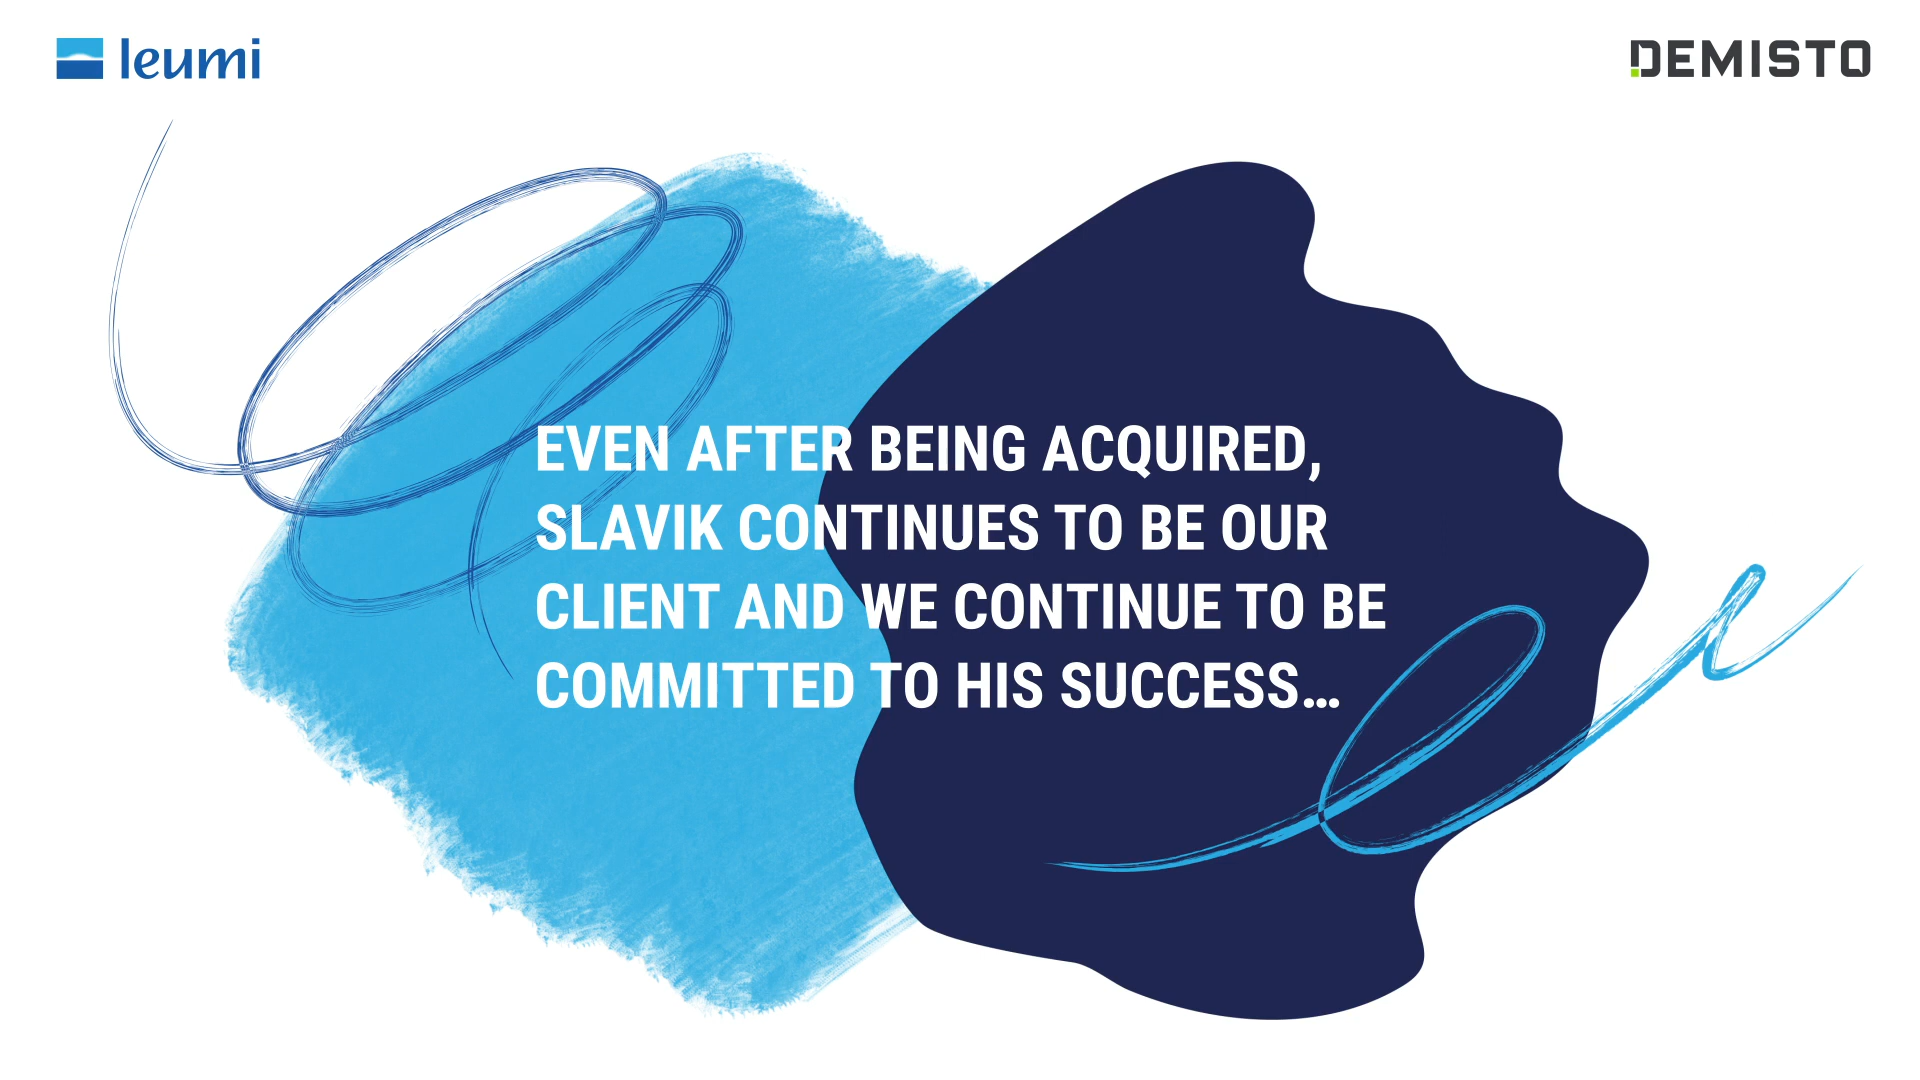 leumi
DEMISTO
EVEN AFTER BEING ACQUIRED,
SLAVIK CONTINUES TO BE OUR
CLIENT AND WE CONTINUE TO BE
COMMITTED TO HIS SUCCESS...